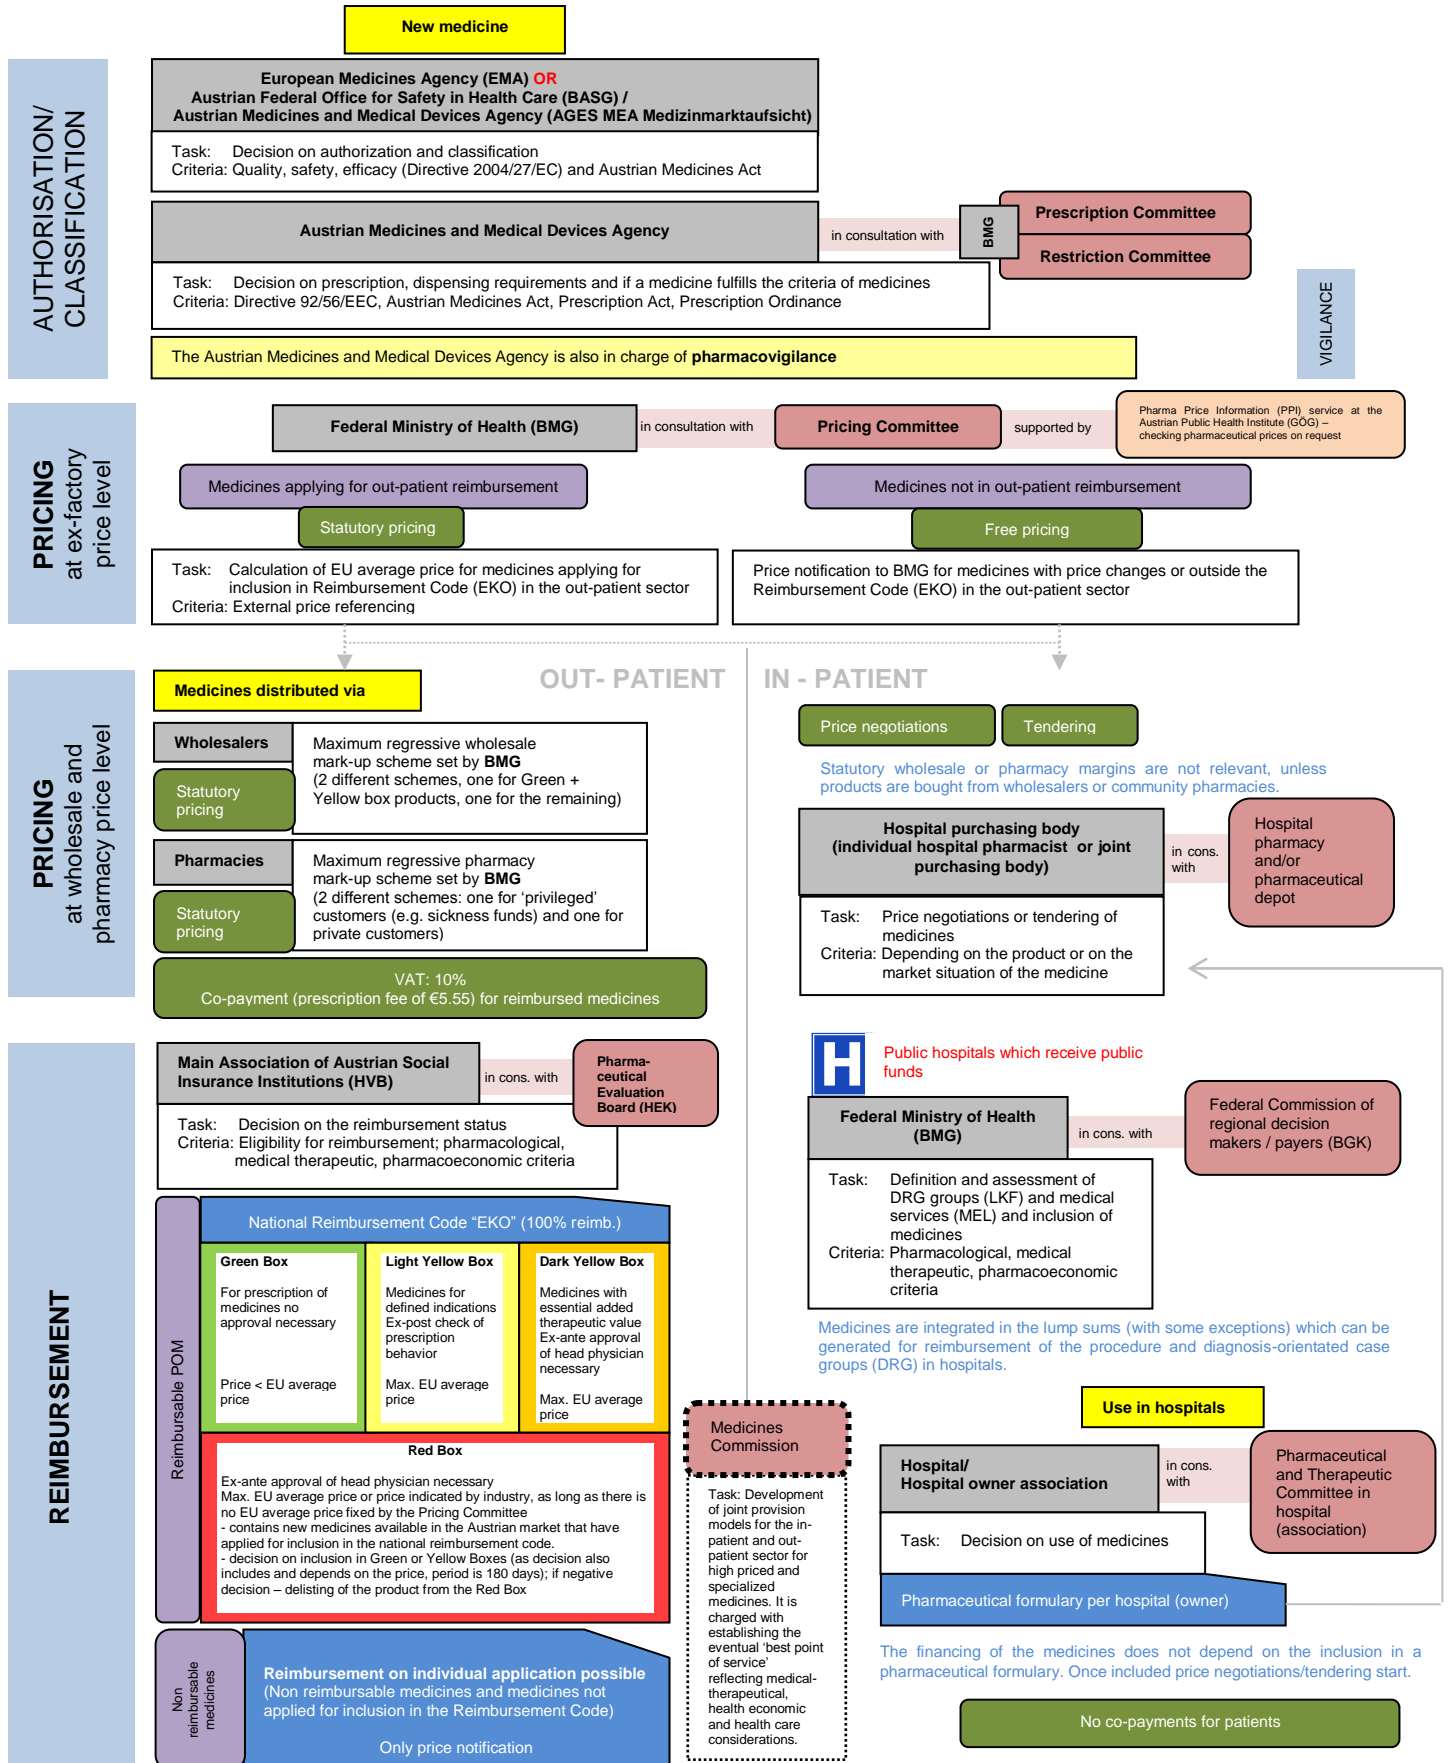 New medicine
AUTHORISATION/
CLASSIFICATION
European Medicines Agency (EMA) OR
Austrian Federal Office for Safety in Health Care (BASG) /
Austrian Medicines and Medical Devices Agency (AGES MEA Medizinmarktaufsicht)
Task: Decision on authorization and classification
Criteria: Quality, safety, efficacy (Directive 2004/27/EC) and Austrian Medicines Act
Austrian Medicines and Medical Devices Agency
in consultation with
BMG
Prescription Committee
Restriction Committee
Task: Decision on prescription, dispensing requirements and if a medicine fulfills the criteria of medicines
Criteria: Directive 92/56/EEC, Austrian Medicines Act, Prescription Act, Prescription Ordinance
VIGILANCE
The Austrian Medicines and Medical Devices Agency is also in charge of pharmacovigilance
PRICING
at ex-factory
price level
Federal Ministry of Health (BMG)
in consultation with
Pricing Committee
supported by
Pharma Price Information (PPI) service at the
Austrian Public Health Institute (GÖG) –
checking pharmaceutical prices on request
Medicines applying for out-patient reimbursement
Medicines not in out-patient reimbursement
Statutory pricing
Free pricing
Task: Calculation of EU average price for medicines applying for
inclusion in Reimbursement Code (EKO) in the out-patient sector
Criteria: External price referencing
Price notification to BMG for medicines with price changes or outside the
Reimbursement Code (EKO) in the out-patient sector
OUT- PATIENT
IN - PATIENT
PRICING
at wholesale and
pharmacy price level
Medicines distributed via
Wholesalers
Statutory
pricing
Maximum regressive wholesale
mark-up scheme set by BMG
(2 different schemes, one for Green +
Yellow box products, one for the remaining)
Pharmacies
Statutory
pricing
Maximum regressive pharmacy
mark-up scheme set by BMG
(2 different schemes: one for ‘privileged’
customers (e.g. sickness funds) and one for
private customers)
VAT: 10%
Co-payment (prescription fee of €5.55) for reimbursed medicines
Price negotiations
Tendering
Statutory wholesale or pharmacy margins are not relevant, unless
products are bought from wholesalers or community pharmacies.
Hospital purchasing body
(individual hospital pharmacist or joint
purchasing body)
in cons.
with
Hospital
pharmacy
and/or
pharmaceutical
depot
Task: Price negotiations or tendering of
medicines
Criteria: Depending on the product or on the
market situation of the medicine
REIMBURSEMENT
Main Association of Austrian Social
Insurance Institutions (HVB)
in cons. with
Pharma-
ceutical
Evaluation
Board (HEK)
Task: Decision on the reimbursement status
Criteria: Eligibility for reimbursement; pharmacological,
medical therapeutic, pharmacoeconomic criteria
Reimbursable POM
National Reimbursement Code “EKO” (100% reimb.)
Green Box
For prescription of
medicines no
approval necessary
Price < EU average
price
Light Yellow Box
Medicines for
defined indications
Ex-post check of
prescription
behavior
Max. EU average
price
Dark Yellow Box
Medicines with
essential added
therapeutic value
Ex-ante approval
of head physician
necessary
Max. EU average
price
Red Box
Ex-ante approval of head physician necessary
Max. EU average price or price indicated by industry, as long as there is
no EU average price fixed by the Pricing Committee
- contains new medicines available in the Austrian market that have
applied for inclusion in the national reimbursement code.
- decision on inclusion in Green or Yellow Boxes (as decision also
includes and depends on the price, period is 180 days); if negative
decision – delisting of the product from the Red Box
Non
reimbursable
medicines
Reimbursement on individual application possible
(Non reimbursable medicines and medicines not
applied for inclusion in the Reimbursement Code)
Only price notification
Medicines
Commission
Task: Development
of joint provision
models for the in-
patient and out-
patient sector for
high priced and
specialized
medicines. It is
charged with
establishing the
eventual ‘best point
of service’
reflecting medical-
therapeutical,
health economic
and health care
considerations.
H
Public hospitals which receive public
funds
Federal Ministry of Health
(BMG)
in cons. with
Federal Commission of
regional decision
makers / payers (BGK)
Task: Definition and assessment of
DRG groups (LKF) and medical
services (MEL) and inclusion of
medicines
Criteria: Pharmacological, medical
therapeutic, pharmacoeconomic
criteria
Medicines are integrated in the lump sums (with some exceptions) which can be
generated for reimbursement of the procedure and diagnosis-orientated case
groups (DRG) in hospitals.
Use in hospitals
Hospital/
Hospital owner association
in cons.
with
Pharmaceutical
and Therapeutic
Committee in
hospital
(association)
Task: Decision on use of medicines
Pharmaceutical formulary per hospital (owner)
The financing of the medicines does not depend on the inclusion in a
pharmaceutical formulary. Once included price negotiations/tendering start.
No co-payments for patients